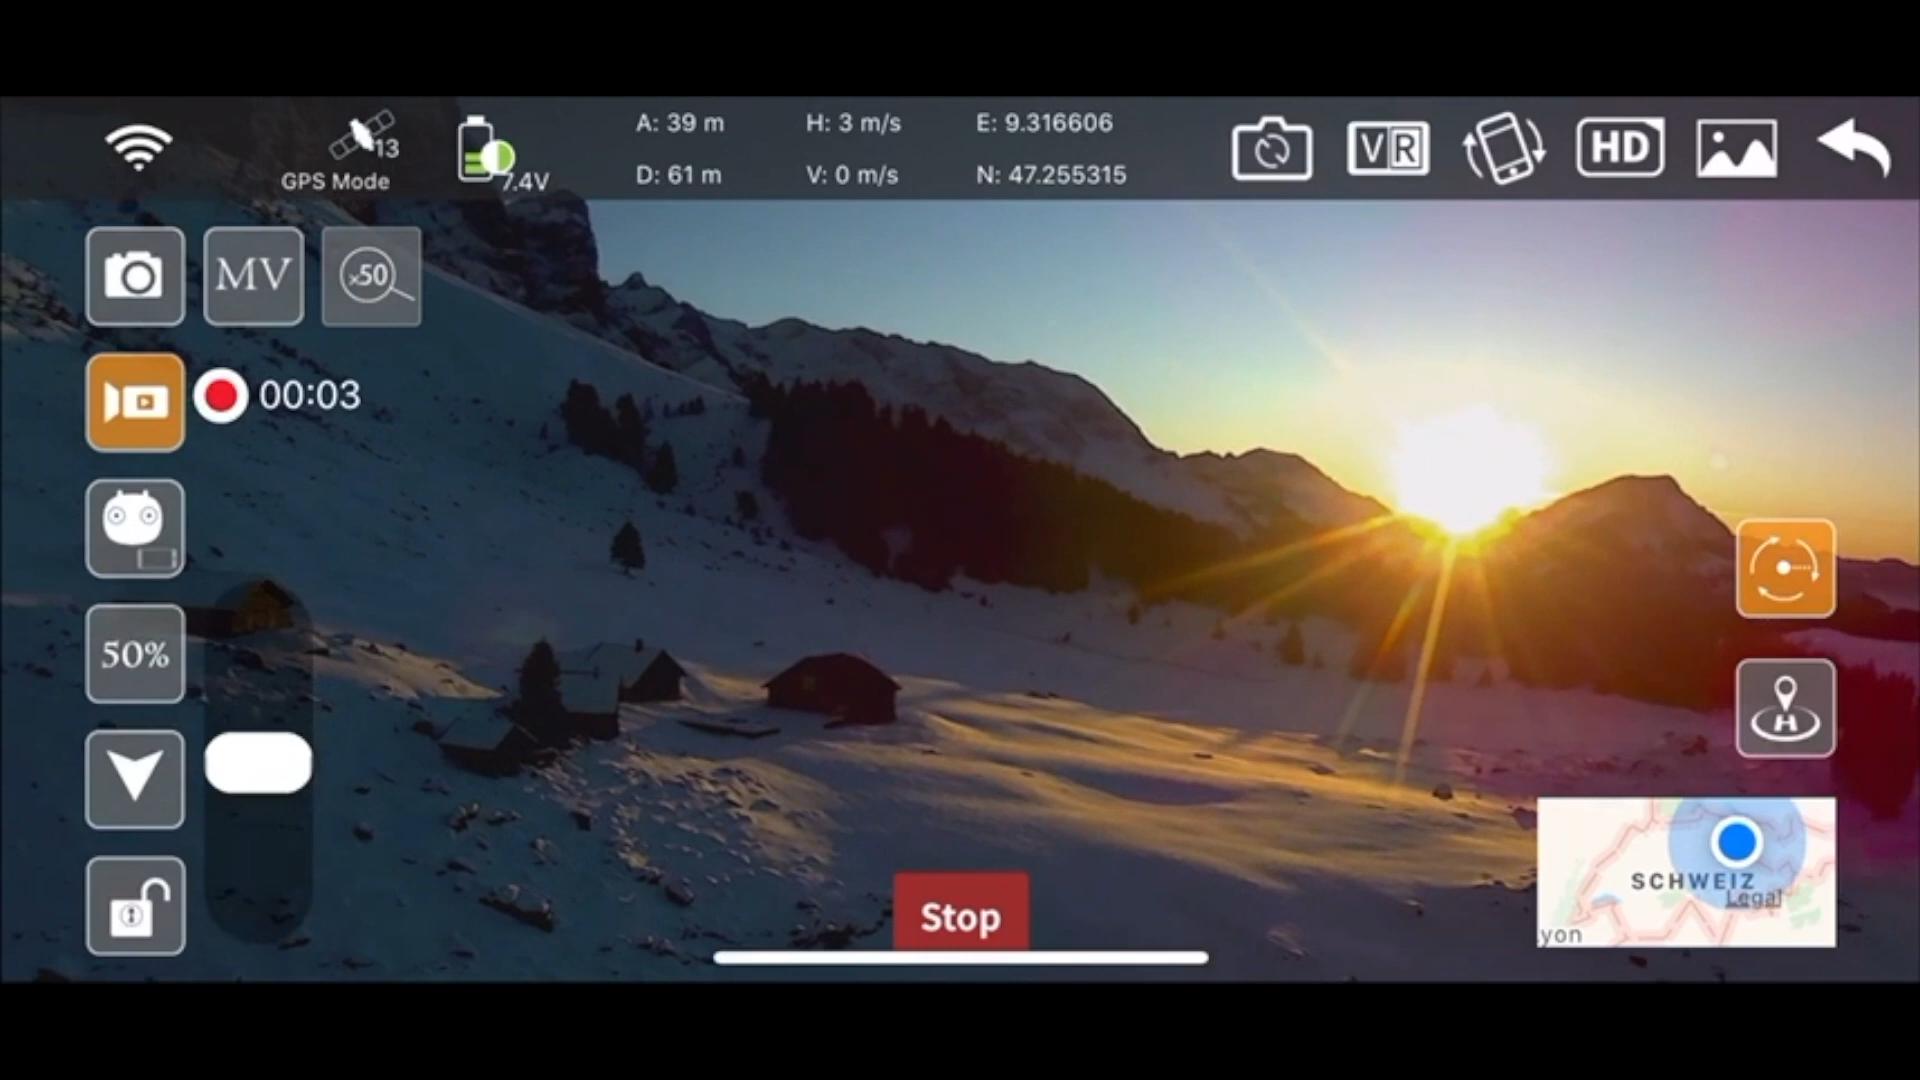 A: 39 m
H: 3 m/s
E: 9.316606
13
GPS Mode
7.4V
D: 61 m
V: 0 m/s
N: 47.255315
VR
HD
MV
x50
00:03
50%
H
SCHWEIZ
Legal
yon
Stop